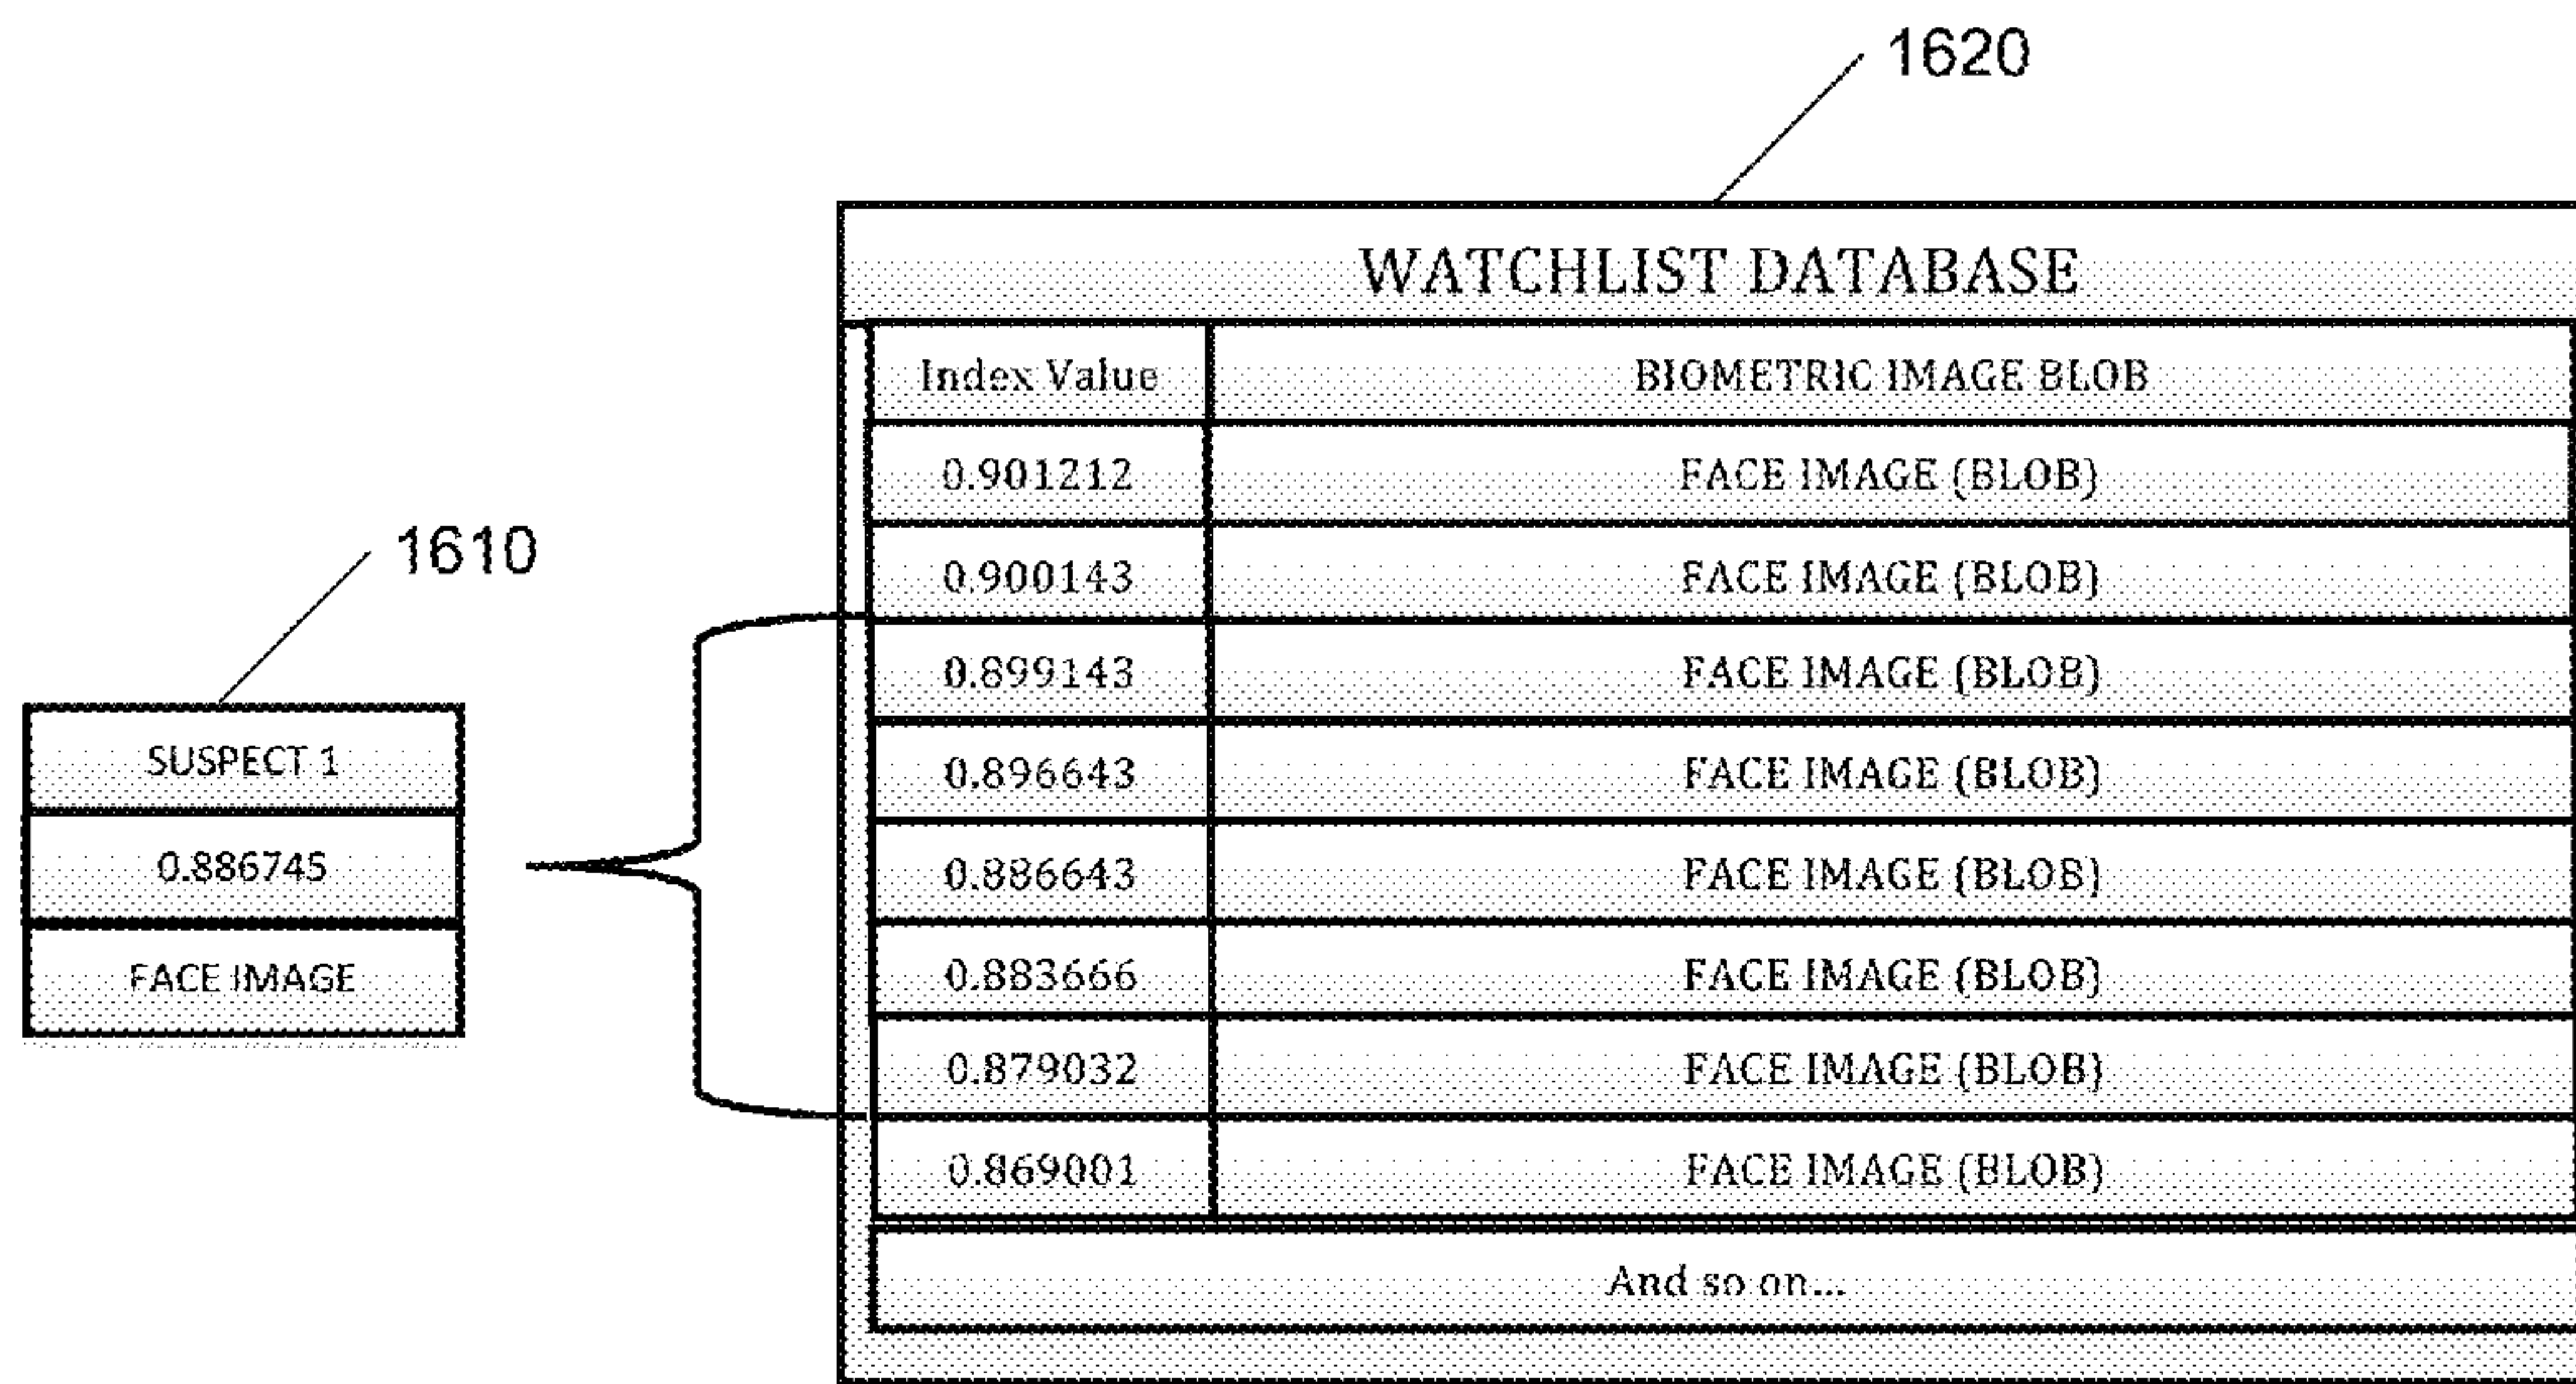 1620
WATCHLIST DATABASE
Index Value BIOMETRIC IMAGE BLOB
0.901212 FACE IMAGE (BLOB)
0.900143 FACE IMAGE (BLOB)
0.899143 FACE IMAGE (BLOB)
0.896643 FACE IMAGE (BLOB)
0.886643 FACE IMAGE (BLOB)
0.883666 FACE IMAGE (BLOB)
0.879032 FACE IMAGE (BLOB)
0.869001 FACE IMAGE (BLOB)
And so on...
1610
SUSPECT 1
0.886745
FACE IMAGE